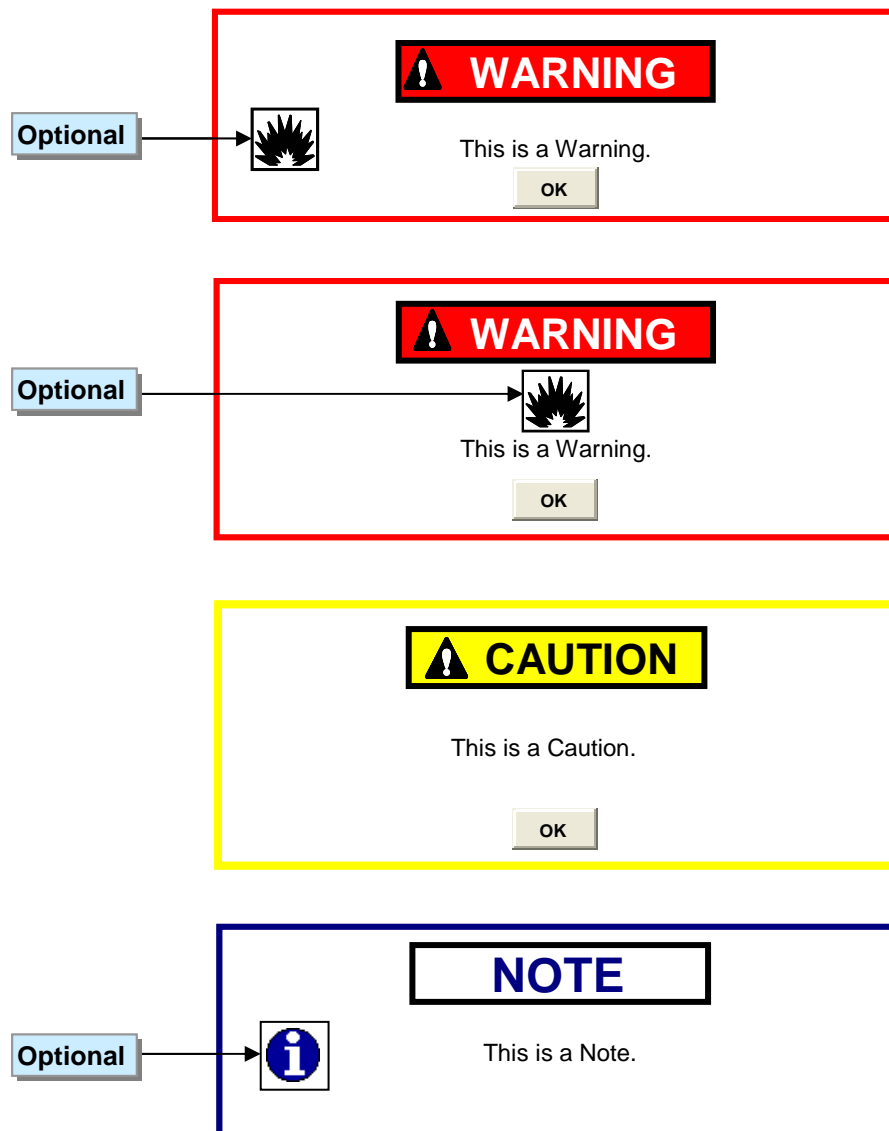 WARNING
Optional
This is a Warning.
OK
WARNING
Optional
This is a Warning.
OK
CAUTION
This is a Caution.
OK
NOTE
Optional
This is a Note.